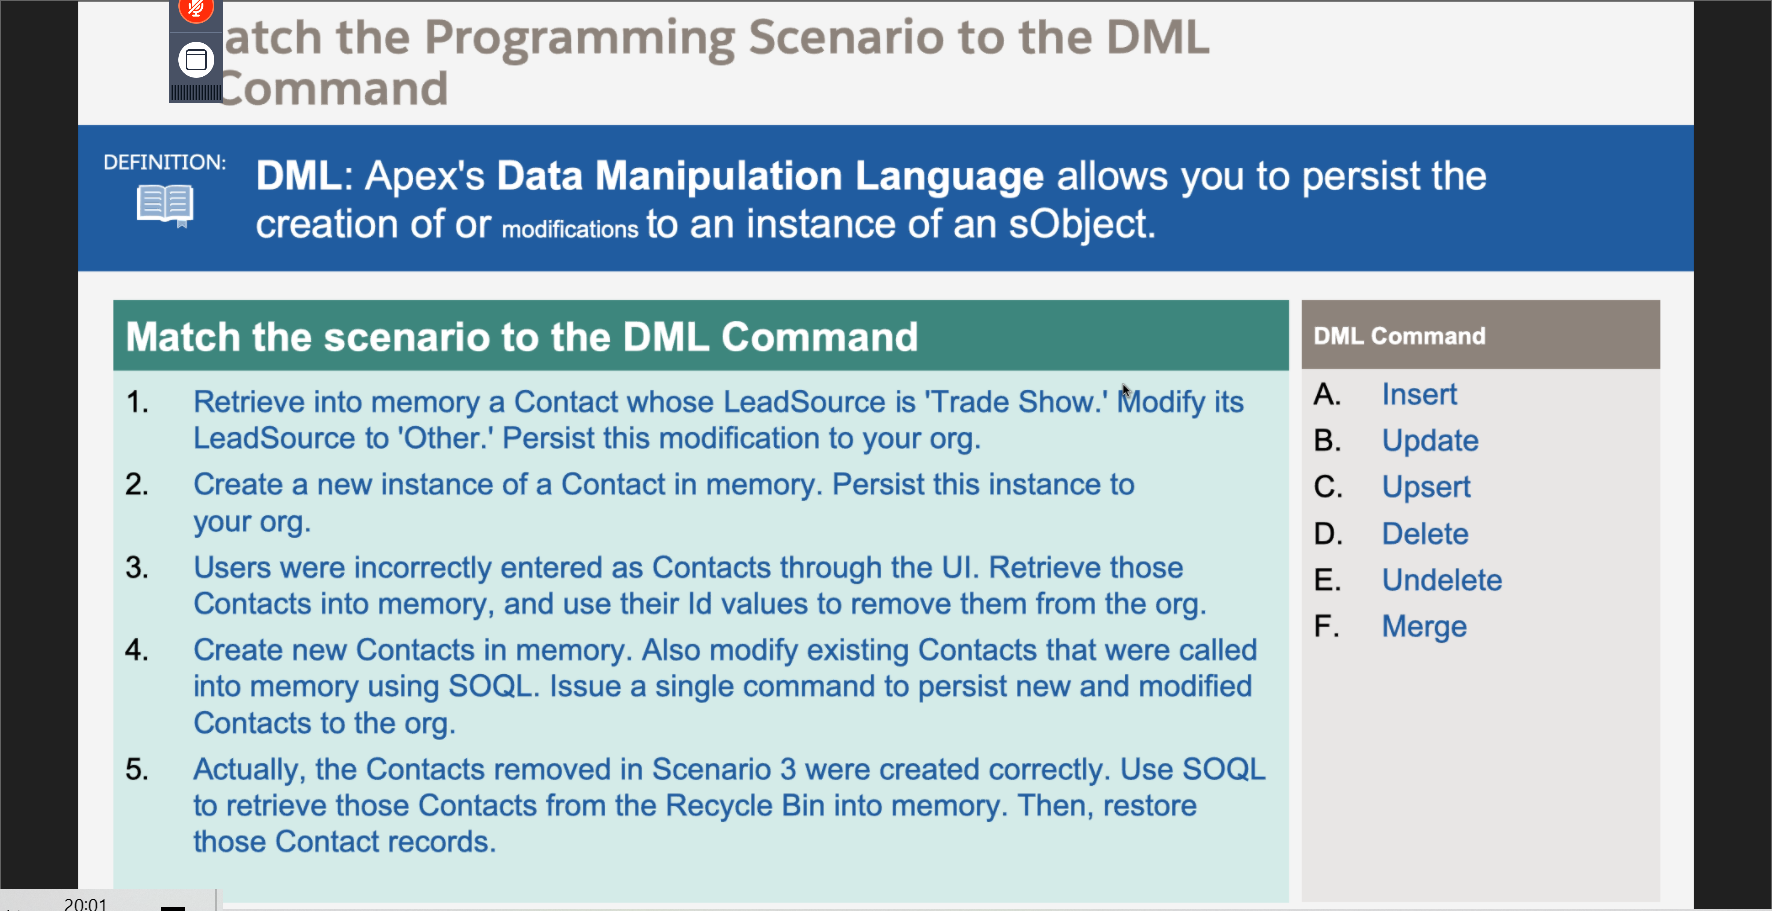 atch the Programming Scenario to the DML
Command
DEFINITION:
DML: Apex's Data Manipulation Language allows you to persist the
creation of or modifications to an instance of an sObject.
Match the scenario to the DML Command
1. Retrieve into memory a Contact whose LeadSource is 'Trade Show.' Modify its
LeadSource to 'Other.' Persist this modification to your org.
2. Create a new instance of a Contact in memory. Persist this instance to
your org.
3. Users were incorrectly entered as Contacts through the UI. Retrieve those
Contacts into memory, and use their Id values to remove them from the org.
4. Create new Contacts in memory. Also modify existing Contacts that were called
into memory using SOQL. Issue a single command to persist new and modified
Contacts to the org.
5. Actually, the Contacts removed in Scenario 3 were created correctly. Use SOQL
to retrieve those Contacts from the Recycle Bin into memory. Then, restore
those Contact records.
DML Command
A. Insert
B. Update
C. Upsert
D. Delete
E. Undelete
F. Merge
20:01